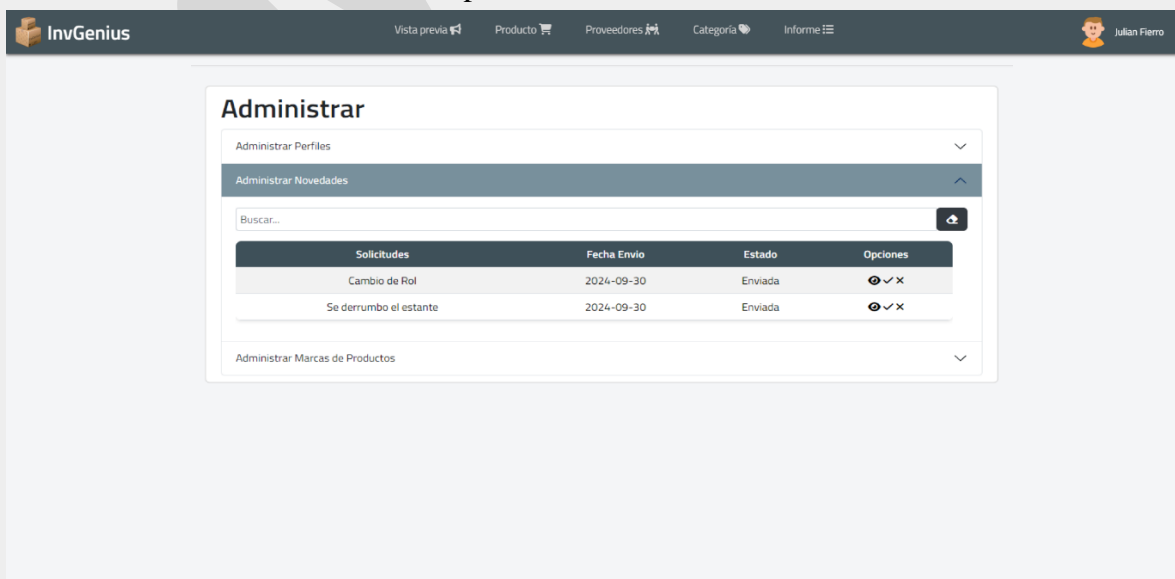 InvGenius Vista previa Producto Proveedores Categoría Informe Julian Fierro
Administrar
Administrar Perfiles
Administrar Novedades
Buscar...
Solicitudes Fecha Envio Estado Opciones
Cambio de Rol 2024-09-30 Enviada
Se derrumbo el estante 2024-09-30 Enviada
Administrar Marcas de Productos